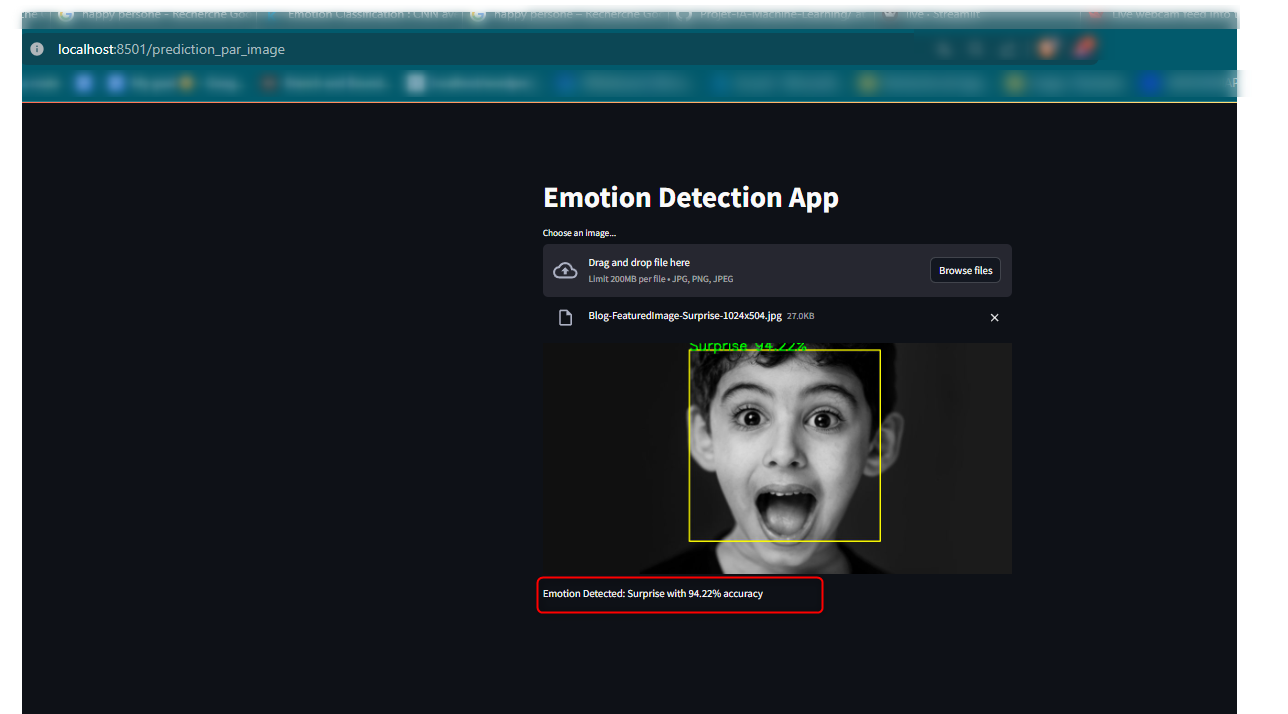 happy persone - Recherche Go
Emotion Classification : CNN a
happy persone – Recherche G
Projet-IA-Machine-Learning/
live · Streamlit
Live webcam feed into
localhost:8501/prediction_par_image
Emotion Detection App
Choose an image...
Drag and drop file here
Limit 200MB per file • JPG, PNG, JPEG
Browse files
Blog-FeaturedImage-Surprise-1024x504.jpg 27.0KB
Surprise 94.22%
Emotion Detected: Surprise with 94.22% accuracy